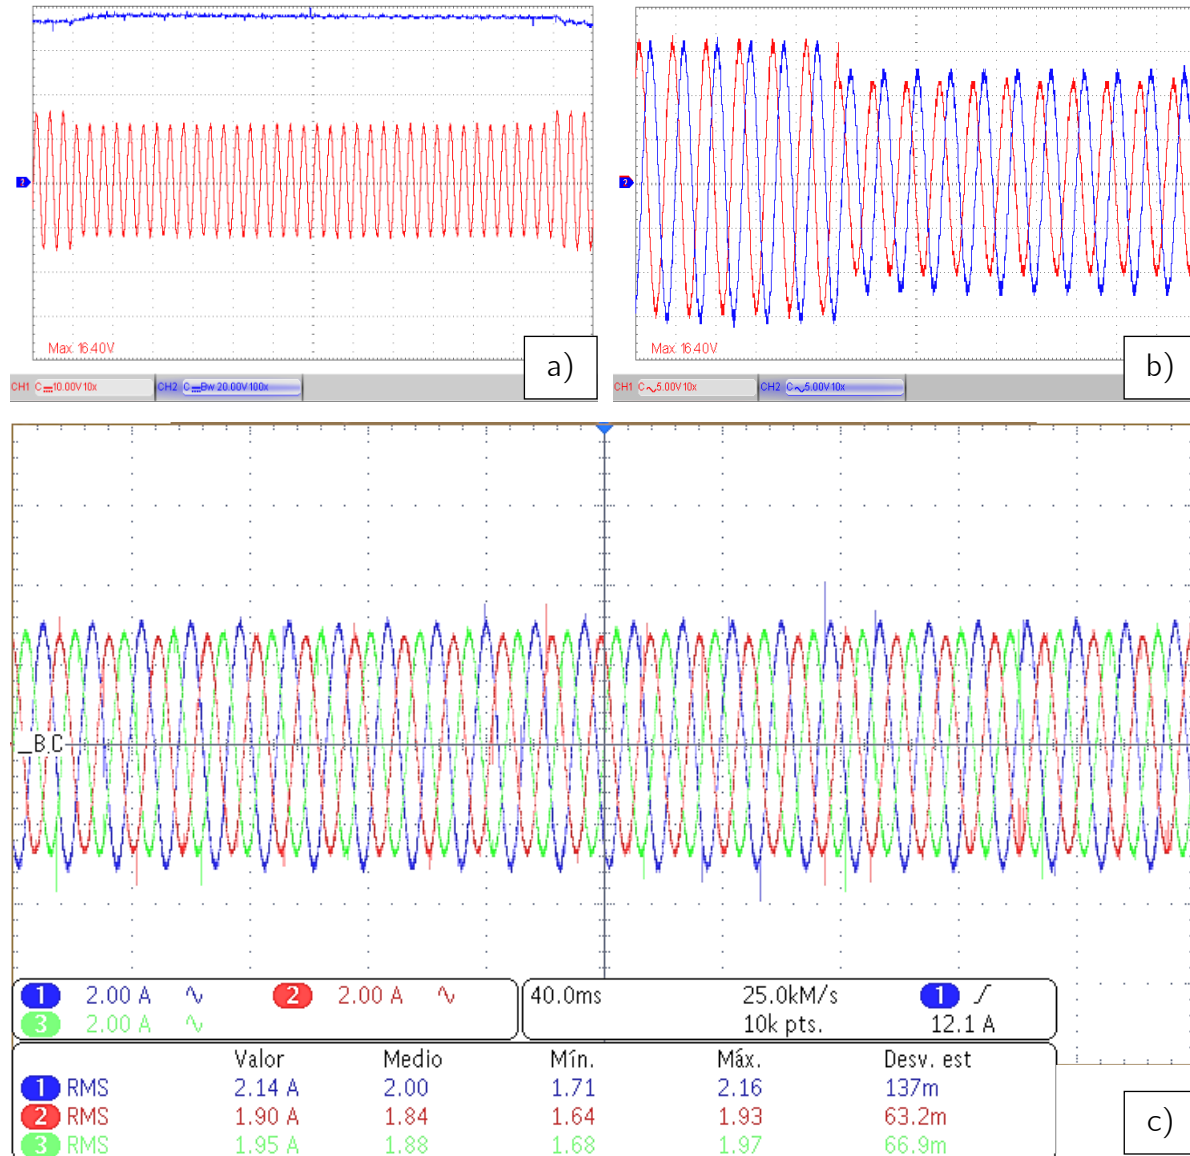 2
2
Max 16.40V
a)
Max 16.40V
b)
CH1 C 10.00V 10x CH2 C Bw 20.00V 100x
CH1 C 5.00V 10x CH2 C 5.00V 10x
B.C
1 2.00 A 2 2.00 A 40.0ms 25.0kM/s 1
3 2.00 A 10k pts. 12.1 A
Valor Medio Mín. Máx. Desv. est
1 RMS 2.14 A 2.00 1.71 2.16 137m
2 RMS 1.90 A 1.84 1.64 1.93 63.2m
3 RMS 1.95 A 1.88 1.68 1.97 66.9m
c)